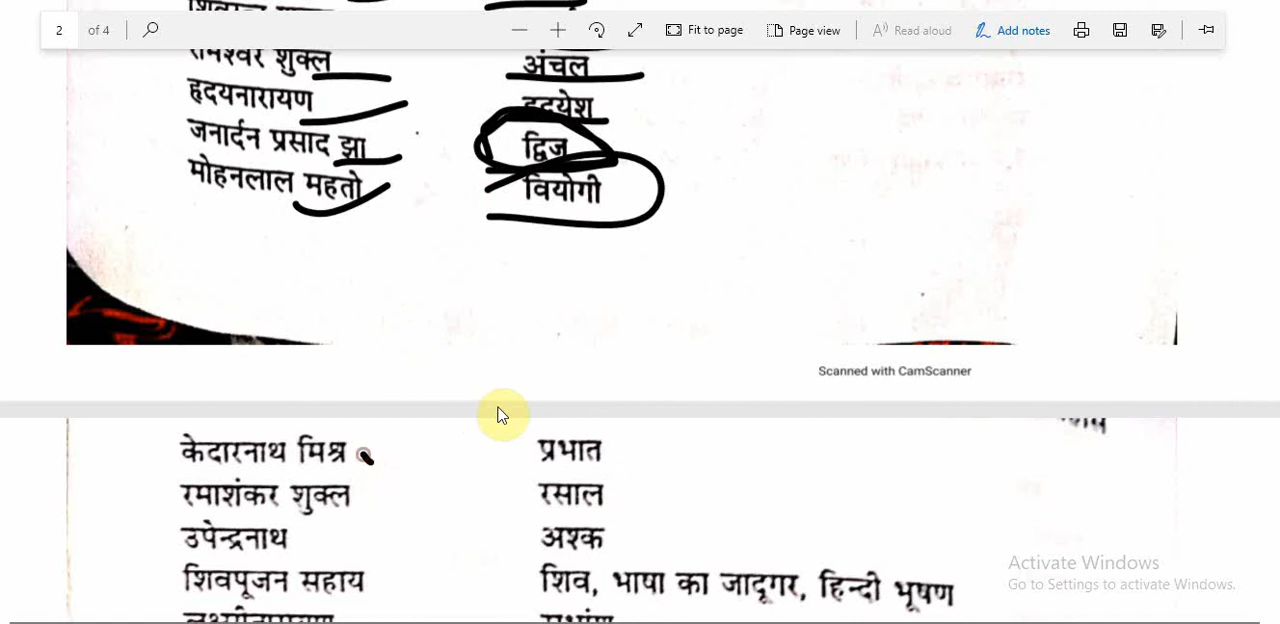 2 of 4 Fit to page Page view Read aloud Add notes
रामेश्वर शुक्ल अंचल
हृदयनारायण हृदयेश
जनार्दन प्रसाद झा द्विज
मोहनलाल महतो वियोगी
Scanned with CamScanner
केदारनाथ मिश्र प्रभात
रमाशंकर शुक्ल रसाल
उपेन्द्रनाथ अश्क
शिवपूजन सहाय शिव, भाषा का जादूगर, हिन्दी भूषण
Activate Windows
Go to Settings to activate Windows.